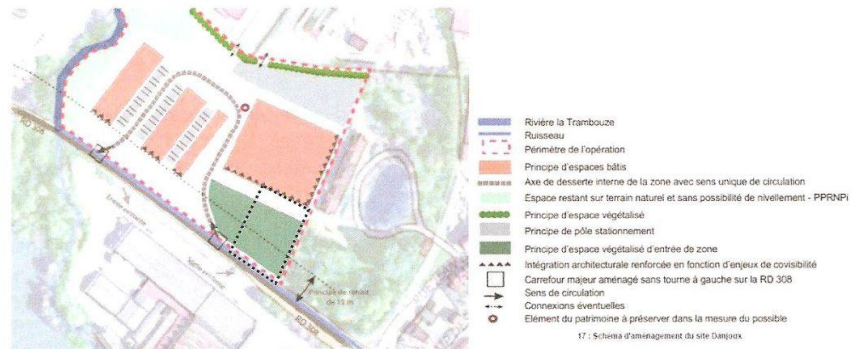 RD 308
Entrée existante
Sortie existante
Principe de retrait
de 15 m
RD 308
Rivière la Trambouze
Ruisseau
Périmètre de l'opération
Principe d'espaces bâtis
Axe de desserte interne de la zone avec sens unique de circulation
Espace restant sur terrain naturel et sans possibilité de nivellement - PPRNPi
Principe d'espace végétalisé
Principe de pôle stationnement
Principe d'espace végétalisé d'entrée de zone
Intégration architecturale renforcée en fonction d'enjeux de covisibilité
Carrefour majeur aménagé sans tourne à gauche sur la RD 308
Sens de circulation
Connexions éventuelles
Elément du patrimoine à préserver dans la mesure du possible
17 : Schéma d'aménagement du site Danjoux